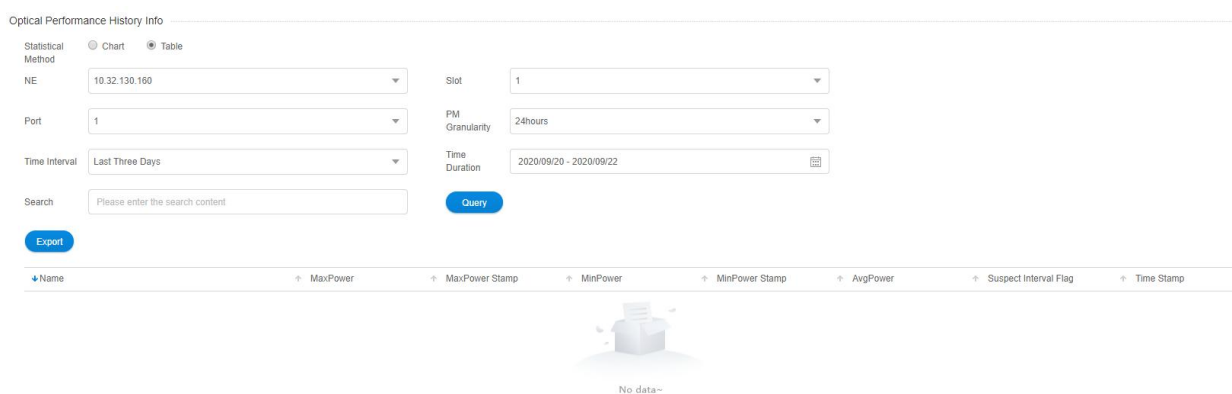 Optical Performance History Info
Statistical Method Chart Table
NE 10.32.130.160 Slot 1
Port 1 PM Granularity 24hours
Time Interval Last Three Days Time Duration 2020/09/20 - 2020/09/22
Search Please enter the search content Query
Export
Name MaxPower MaxPower Stamp MinPower MinPower Stamp AvgPower Suspect Interval Flag Time Stamp
No data~